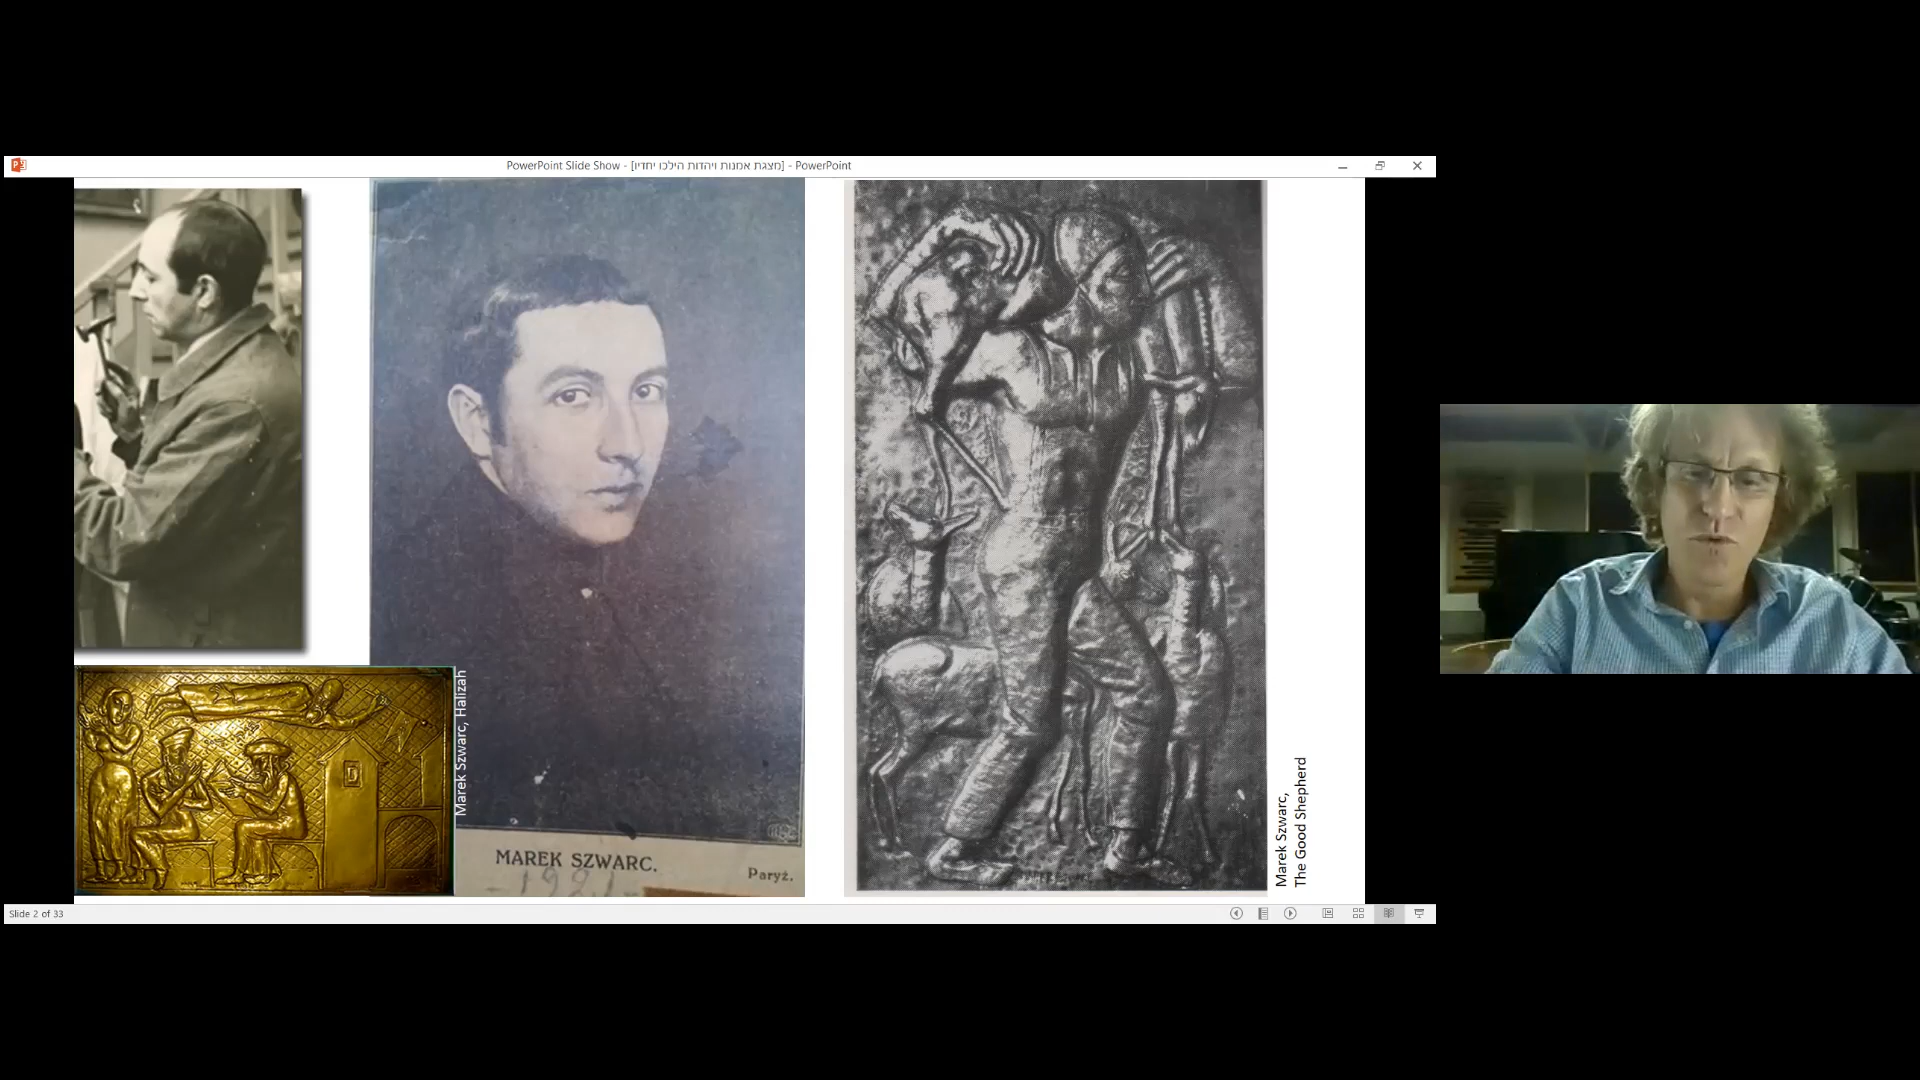 PowerPoint Slide Show - [מצגת אמנות ויהדות הילכו יחדיו] - PowerPoint
Marek Szwarc, Halizah
MAREK SZWARC.
Paryż.
Marek Szwarc,
The Good Shepherd
Slide 2 of 33